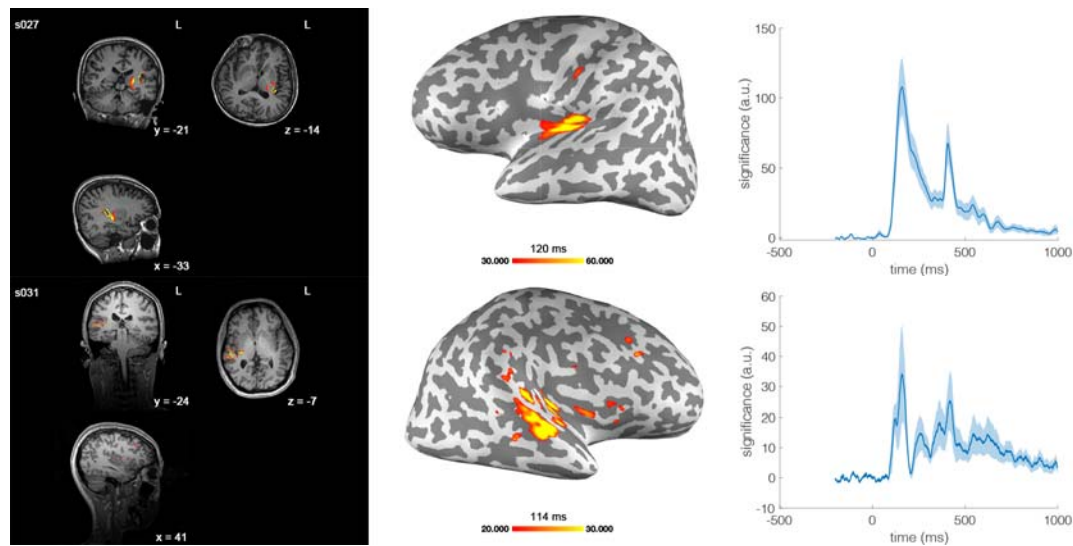 s027
L
L
y = -21
z = -14
x = -33
120 ms
30.000
60.000
significance (a.u.)
150
100
50
0
-500
0
500
1000
time (ms)
s031
L
L
y = -24
z = -7
x = 41
114 ms
20.000
30.000
significance (a.u.)
60
50
40
30
20
10
0
-10
-500
0
500
1000
time (ms)